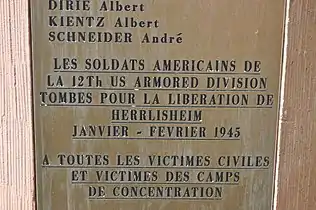 DIRIE Albert
KIENTZ Albert
SCHNEIDER André
LES SOLDATS AMERICAINS DE
LA 12Th US ARMORED DIVISION
TOMBES POUR LA LIBERATION DE
HERRLISHEIM
JANVIER - FEVRIER 1945
A TOUTES LES VICTIMES CIVILES
ET VICTIMES DES CAMPS
DE CONCENTRATION